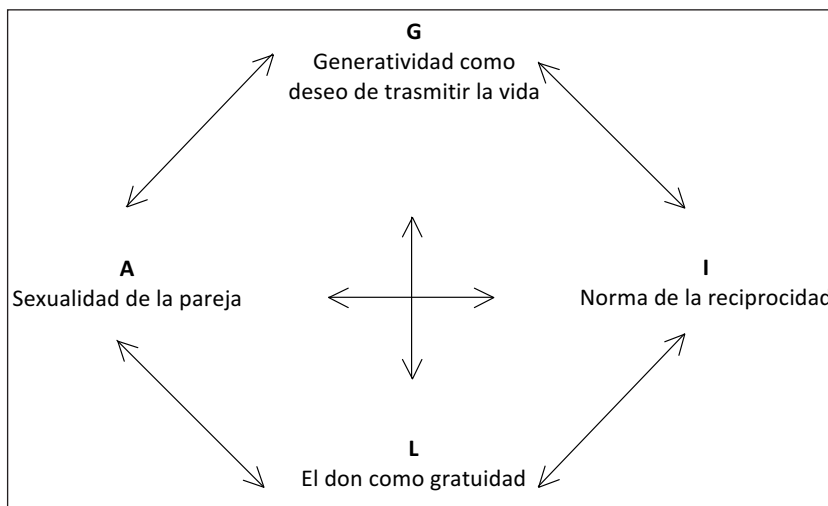 G
Generatividad como
deseo de trasmitir la vida
A
Sexualidad de la pareja
I
Norma de la reciprocidad
L
El don como gratuidad